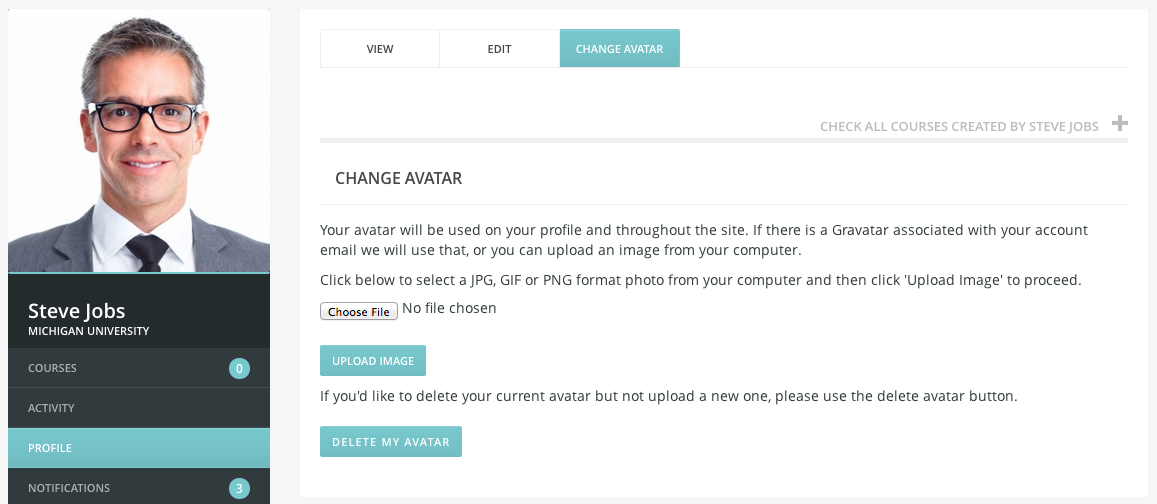 VIEW
EDIT
CHANGE AVATAR
CHECK ALL COURSES CREATED BY STEVE JOBS
CHANGE AVATAR
Your avatar will be used on your profile and throughout the site. If there is a Gravatar associated with your account
email we will use that, or you can upload an image from your computer.
Click below to select a JPG, GIF or PNG format photo from your computer and then click 'Upload Image' to proceed.
Choose File No file chosen
UPLOAD IMAGE
If you'd like to delete your current avatar but not upload a new one, please use the delete avatar button.
DELETE MY AVATAR
Steve Jobs
MICHIGAN UNIVERSITY
COURSES 0
ACTIVITY
PROFILE
NOTIFICATIONS 3